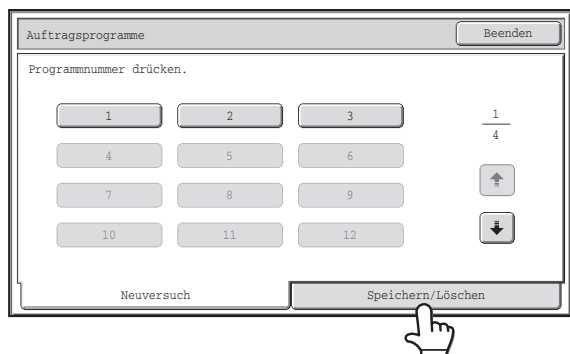 Auftragsprogramme Beenden
Programmnummer drücken.
1 2 3
1
4
4 5 6
7 8 9
10 11 12
Neuversuch Speichern/Löschen